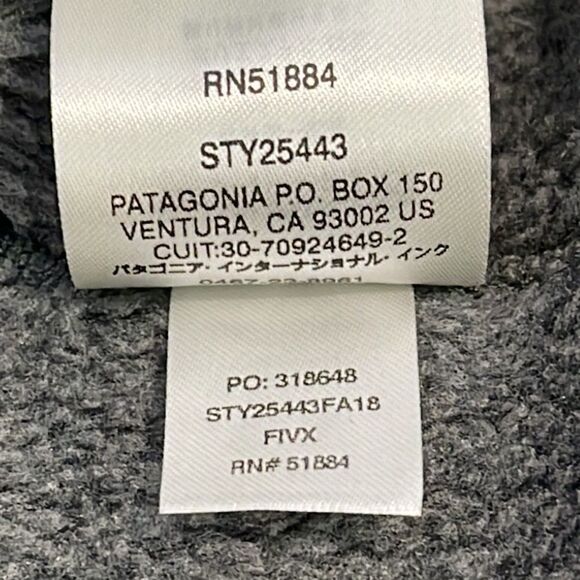 RN51884
STY25443
PATAGONIA P.O. BOX 150
VENTURA, CA 93002 US
CUIT:30-70924649-2
パタゴニア・インターナショナル・インク
PO: 318648
STY25443FA18
FIVX
RN# 51884